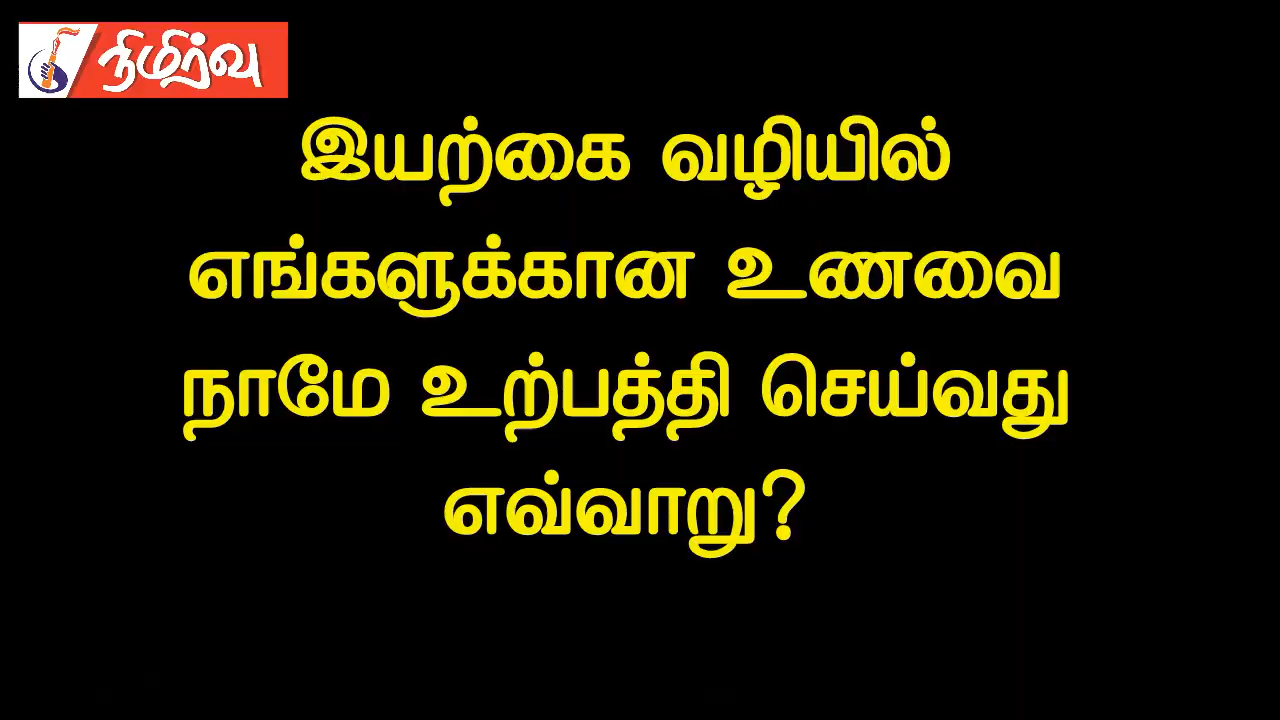 நிமிர்வு
இயற்கை வழியில்
எங்களுக்கான உணவை
நாமே உற்பத்தி செய்வது
எவ்வாறு?